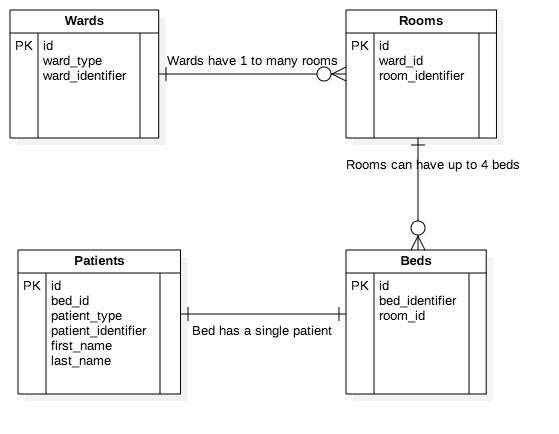 Wards
PK id
ward_type
ward_identifier
Wards have 1 to many rooms
Rooms
PK id
ward_id
room_identifier
Rooms can have up to 4 beds
Patients
PK id
bed_id
patient_type
patient_identifier
first_name
last_name
Bed has a single patient
Beds
PK id
bed_identifier
room_id